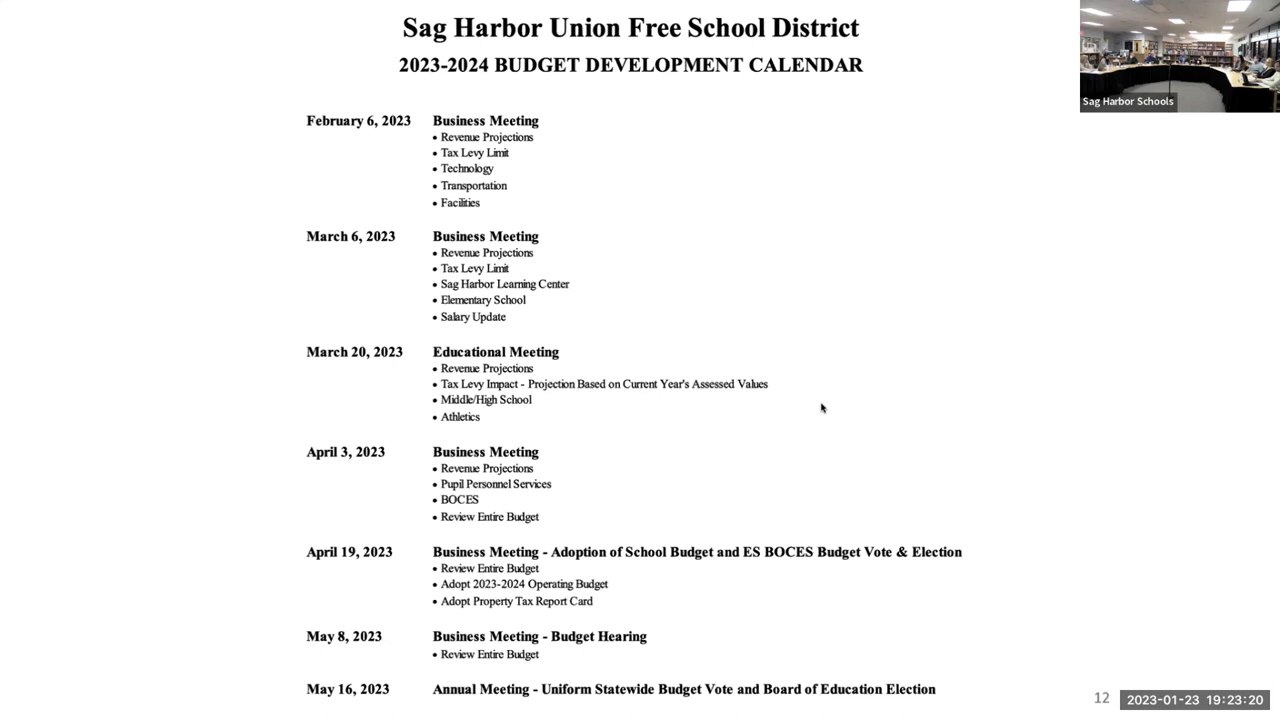 Sag Harbor Union Free School District
2023-2024 BUDGET DEVELOPMENT CALENDAR
Sag Harbor Schools
February 6, 2023 Business Meeting
• Revenue Projections
• Tax Levy Limit
• Technology
• Transportation
• Facilities
March 6, 2023 Business Meeting
• Revenue Projections
• Tax Levy Limit
• Sag Harbor Learning Center
• Elementary School
• Salary Update
March 20, 2023 Educational Meeting
• Revenue Projections
• Tax Levy Impact - Projection Based on Current Year's Assessed Values
• Middle/High School
• Athletics
April 3, 2023 Business Meeting
• Revenue Projections
• Pupil Personnel Services
• BOCES
• Review Entire Budget
April 19, 2023 Business Meeting - Adoption of School Budget and ES BOCES Budget Vote & Election
• Review Entire Budget
• Adopt 2023-2024 Operating Budget
• Adopt Property Tax Report Card
May 8, 2023 Business Meeting - Budget Hearing
• Review Entire Budget
May 16, 2023 Annual Meeting - Uniform Statewide Budget Vote and Board of Education Election
12
2023-01-23 19:23:20